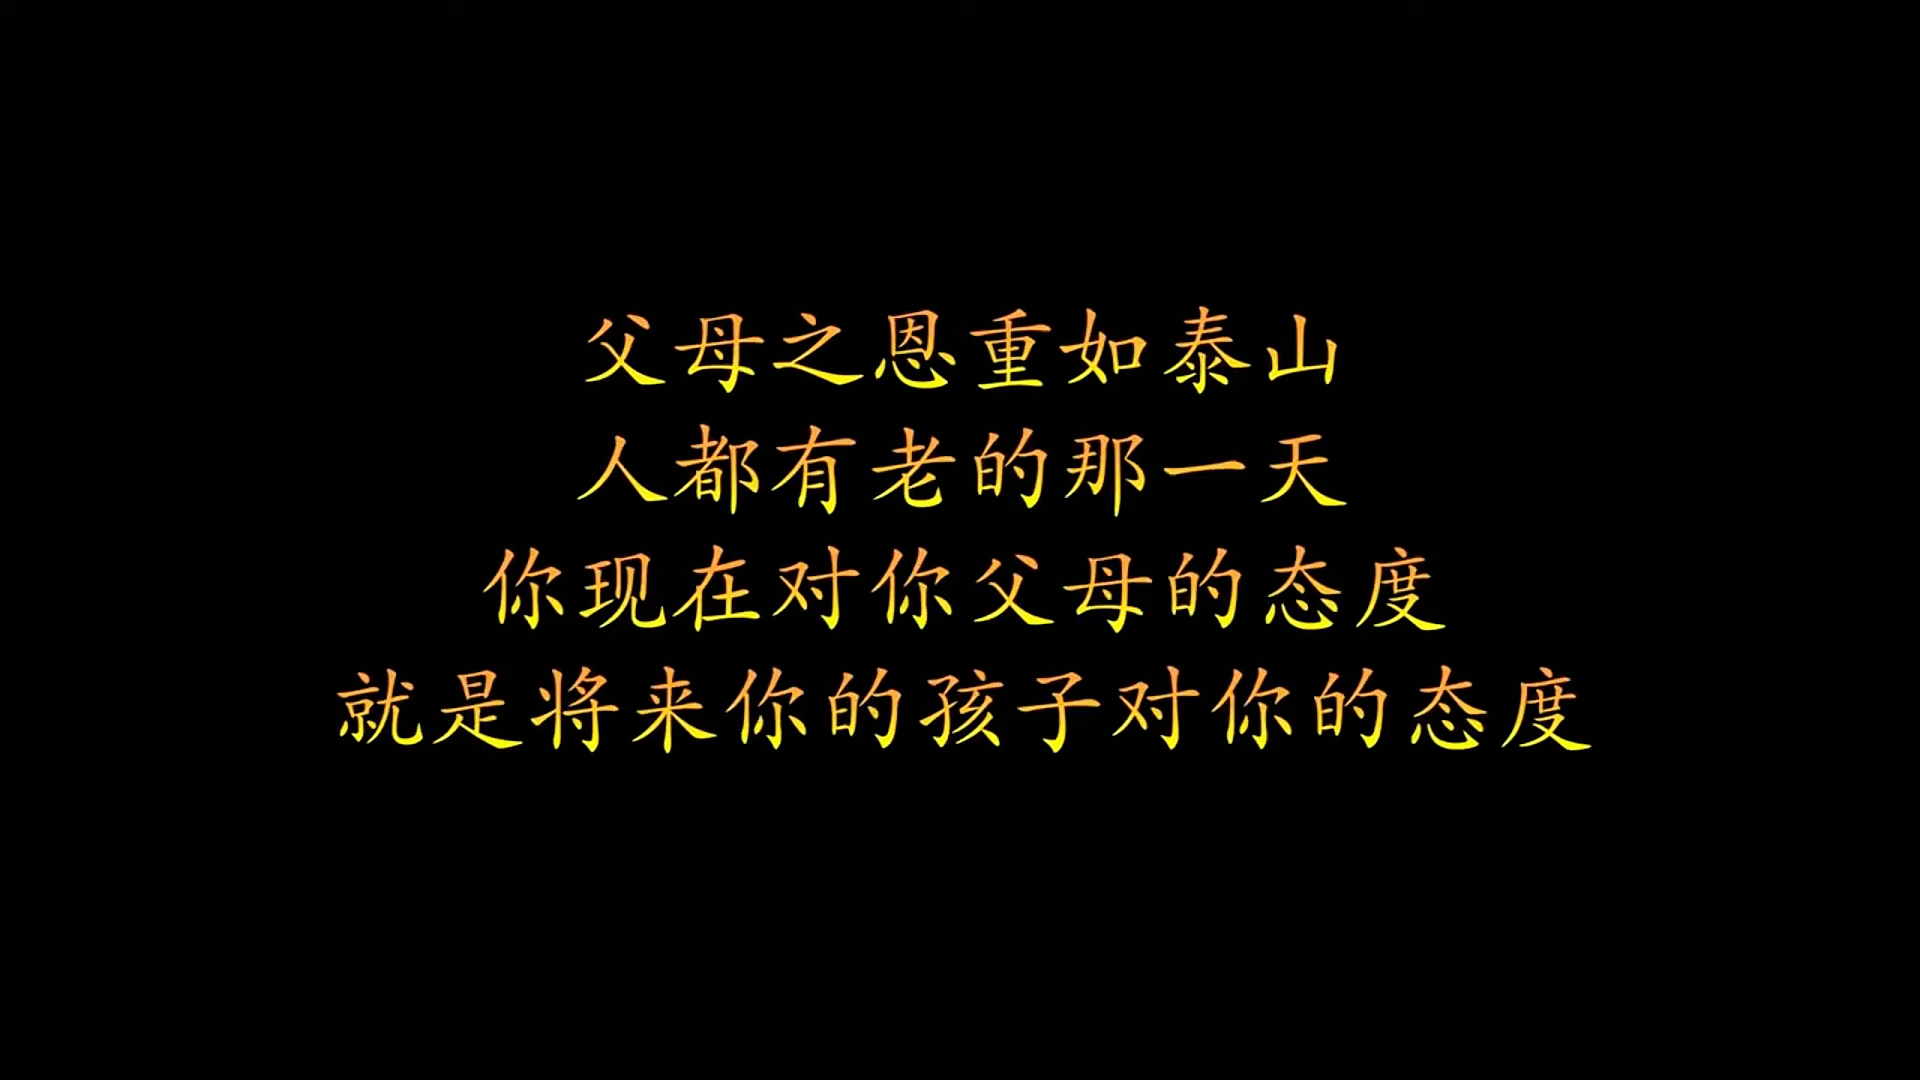 父母之恩重如泰山
人都有老的那一天
你现在对你父母的态度
就是将来你的孩子对你的态度